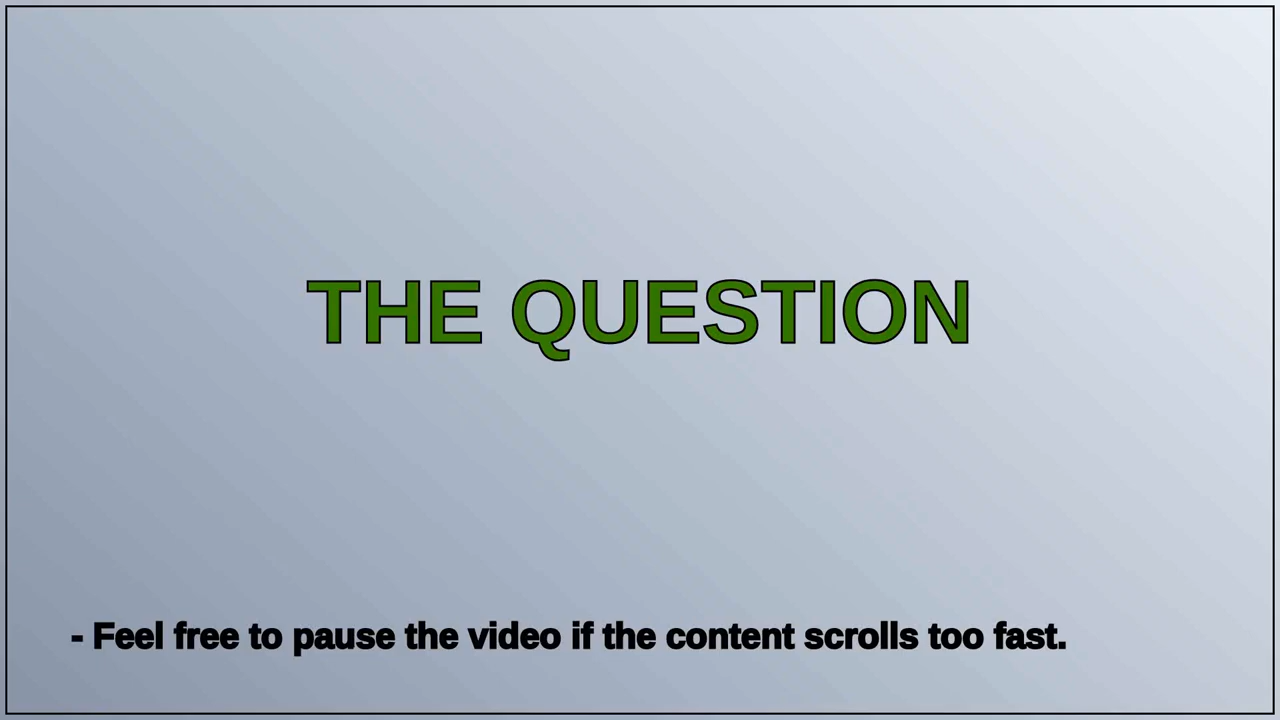 THE QUESTION
- Feel free to pause the video if the content scrolls too fast.